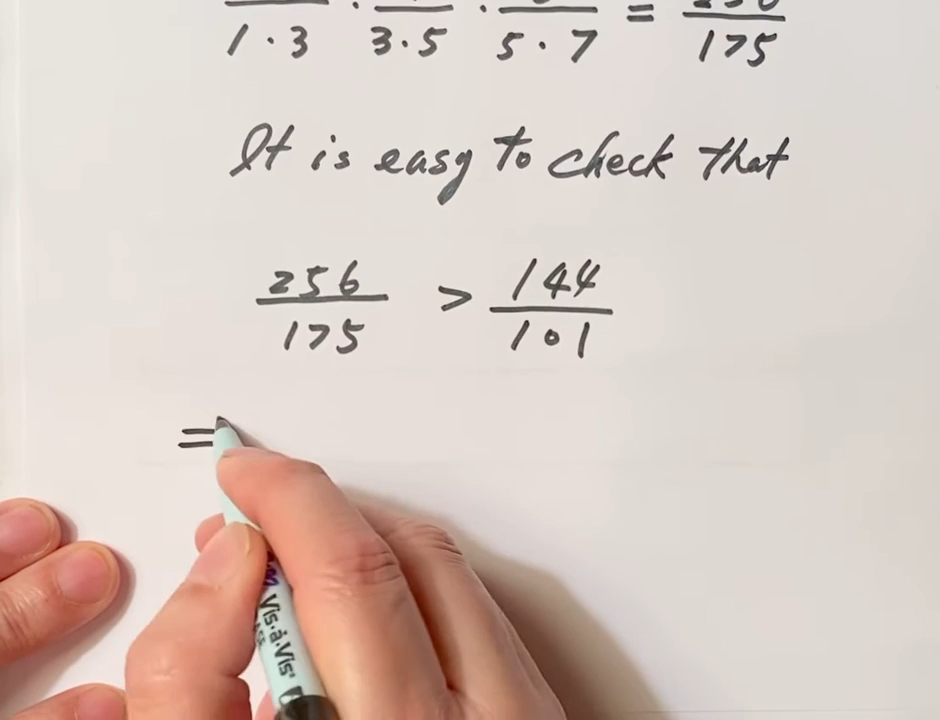 1·3 3·5 5·7 = 175
It is easy to check that
256 > 144
175 101
=
Vis·à·Vis